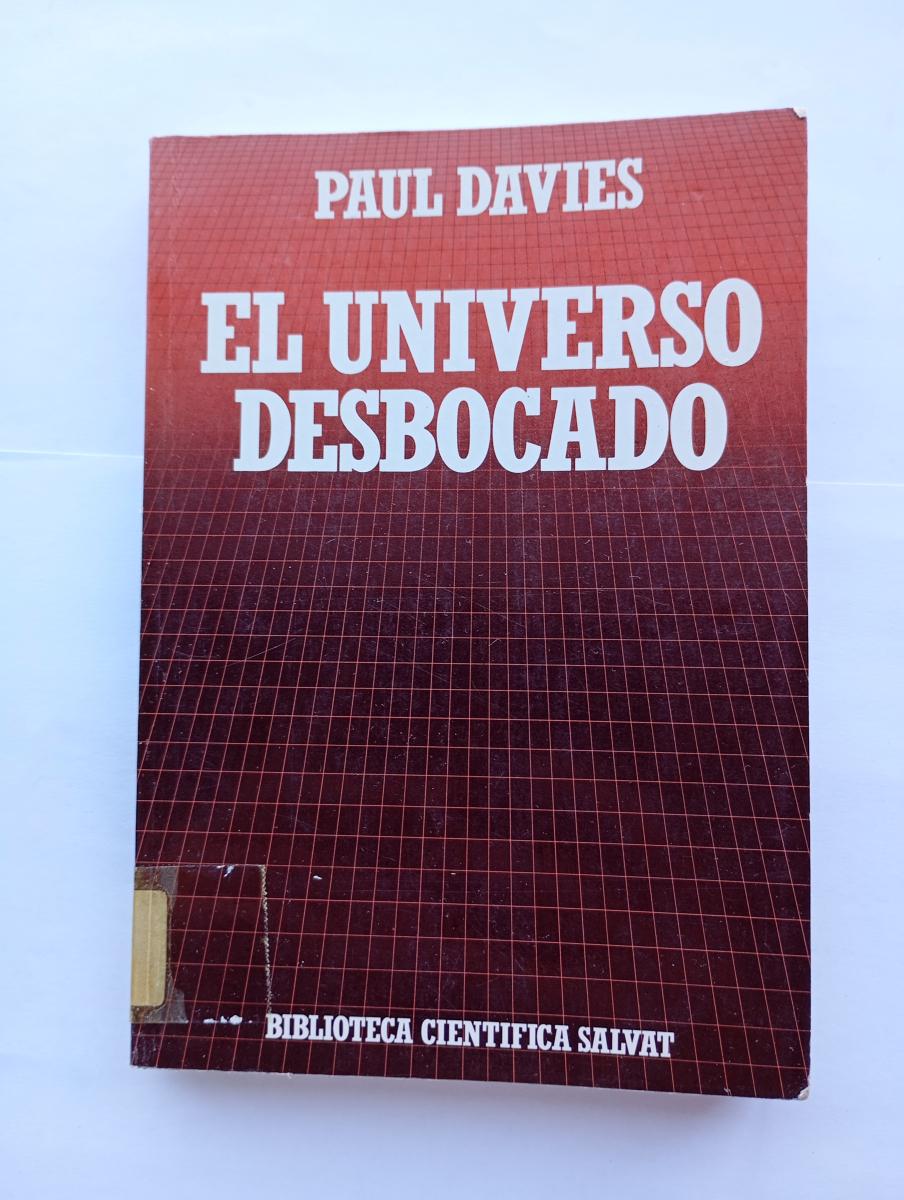 PAUL DAVIES
EL UNIVERSO
DESBOCADO
BIBLIOTECA CIENTIFICA SALVAT